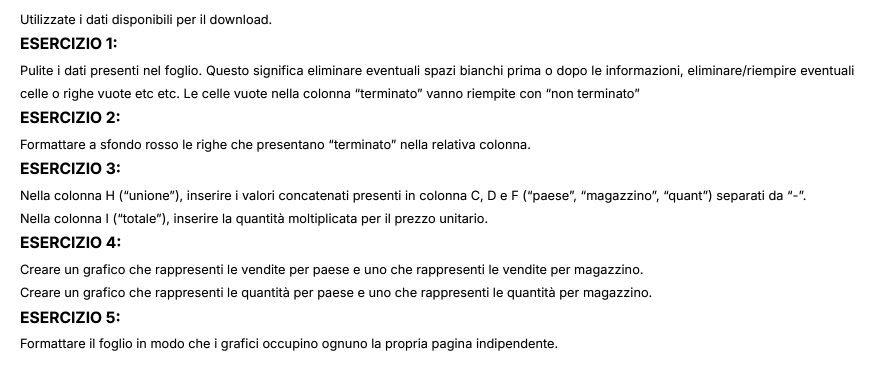 Utilizzate i dati disponibili per il download.
ESERCIZIO 1:
Pulite i dati presenti nel foglio. Questo significa eliminare eventuali spazi bianchi prima o dopo le informazioni, eliminare/riempire eventuali
celle o righe vuote etc etc. Le celle vuote nella colonna “terminato” vanno riempite con “non terminato”
ESERCIZIO 2:
Formattare a sfondo rosso le righe che presentano “terminato” nella relativa colonna.
ESERCIZIO 3:
Nella colonna H (“unione”), inserire i valori concatenati presenti in colonna C, D e F (“paese”, “magazzino”, “quant”) separati da “-”.
Nella colonna I (“totale”), inserire la quantità moltiplicata per il prezzo unitario.
ESERCIZIO 4:
Creare un grafico che rappresenti le vendite per paese e uno che rappresenti le vendite per magazzino.
Creare un grafico che rappresenti le quantità per paese e uno che rappresenti le quantità per magazzino.
ESERCIZIO 5:
Formattare il foglio in modo che i grafici occupino ognuno la propria pagina indipendente.